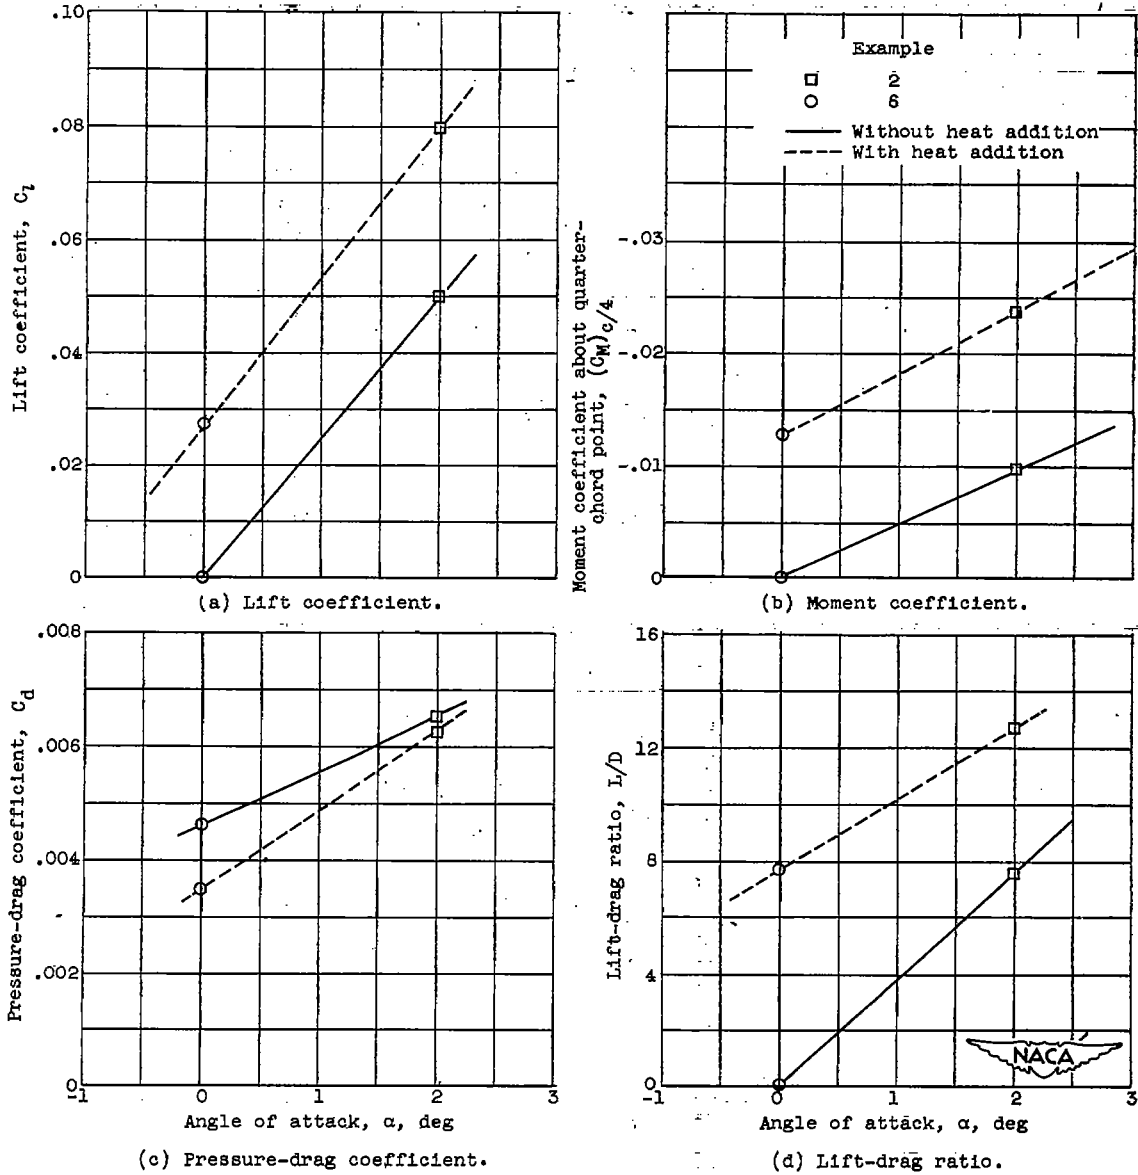 .10
.08
.06
.04
.02
0
Lift coefficient, C_l
(a) Lift coefficient.
Example
2
6
Without heat addition
With heat addition
-.03
-.02
-.01
0
Moment coefficient about quarter-
chord point, (C_M)_c/4
(b) Moment coefficient.
.008
.006
.004
.002
0
Pressure-drag coefficient, C_d
-1 0 1 2 3
Angle of attack, α, deg
(c) Pressure-drag coefficient.
16
12
8
4
0
Lift-drag ratio, L/D
NACA
-1 0 1 2 3
Angle of attack, α, deg
(d) Lift-drag ratio.